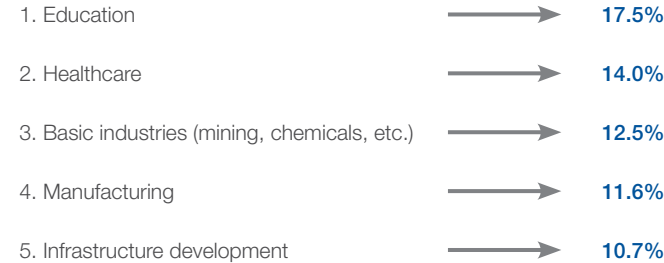 1. Education 17.5%
2. Healthcare 14.0%
3. Basic industries (mining, chemicals, etc.) 12.5%
4. Manufacturing 11.6%
5. Infrastructure development 10.7%